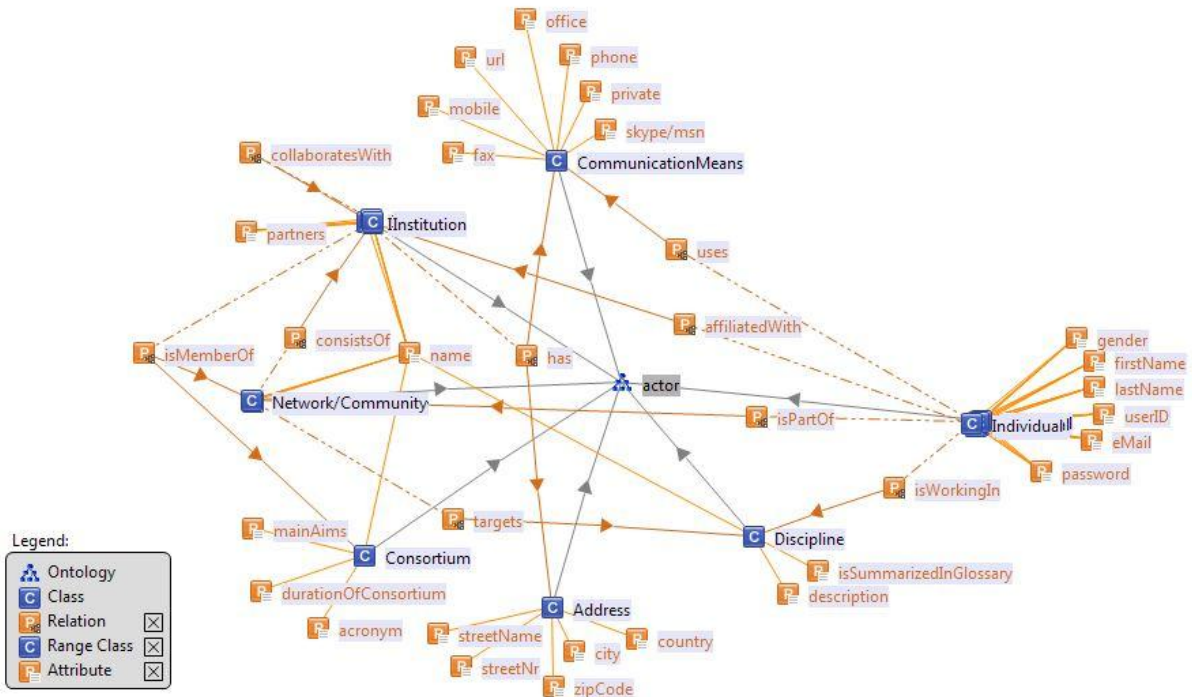 office
url
phone
private
mobile
skype/msn
fax
CommunicationMeans
collaboratesWith
IInstitution
partners
uses
affiliatedWith
consistsOf
isMemberOf
name
has
gender
firstName
lastName
actor
Network/Community
isPartOf
userID
Individual
eMail
password
isWorkingIn
targets
mainAims
Discipline
Consortium
isSummarizedInGlossary
durationOfConsortium
description
Address
acronym
streetName
country
city
streetNr
zipCode
Legend:
Ontology
C Class
P Relation
C Range Class
P Attribute